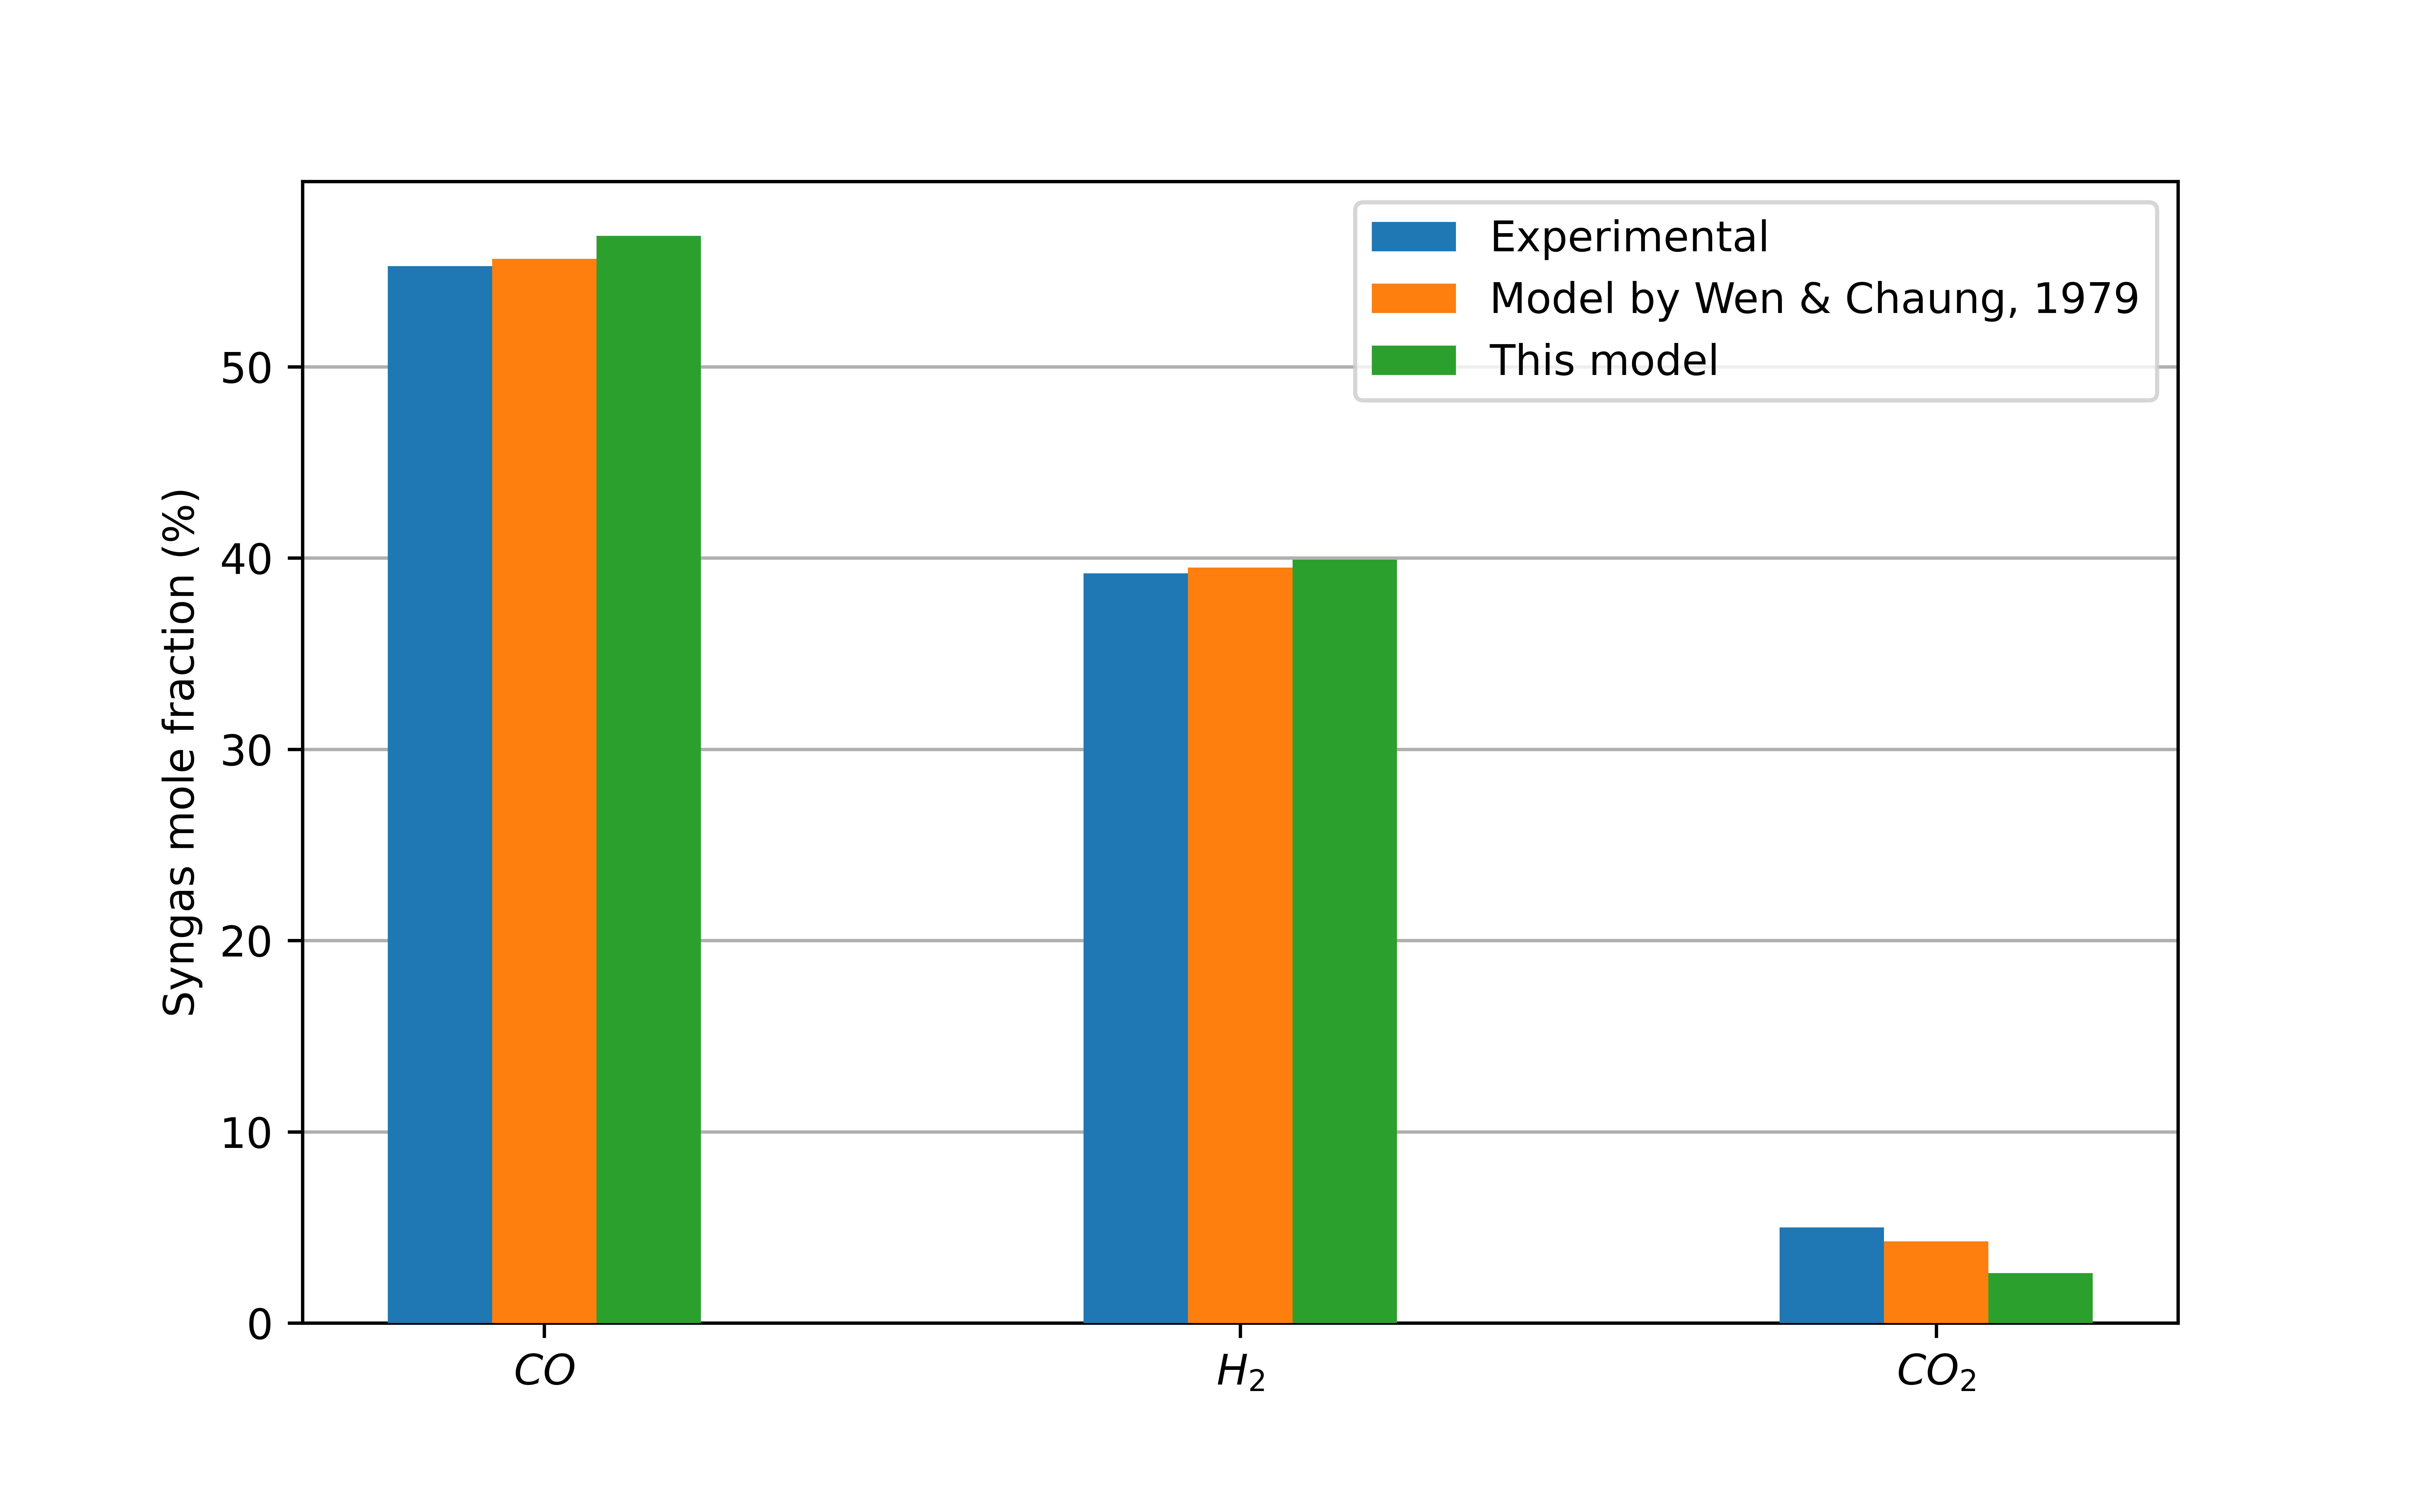 Experimental
Model by Wen & Chaung, 1979
This model
Syngas mole fraction (%)
50
40
30
20
10
0
CO
H₂
CO₂